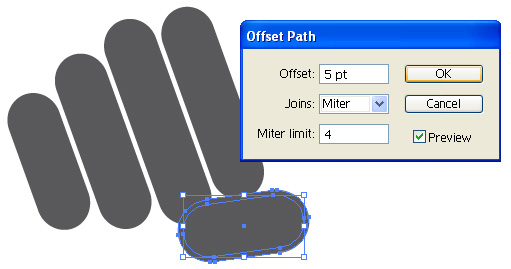 Offset Path
Offset: 5 pt OK
Joins: Miter Cancel
Miter limit: 4 Preview